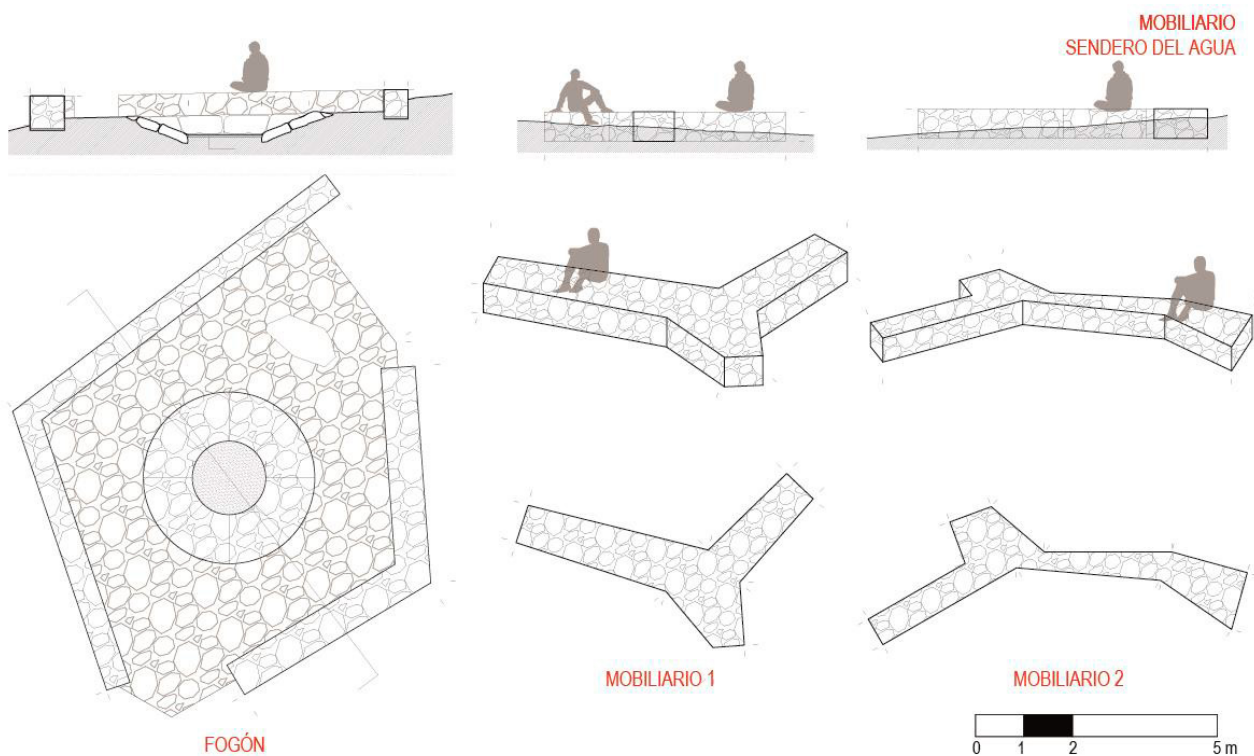 MOBILIARIO
SENDERO DEL AGUA
MOBILIARIO 1
MOBILIARIO 2
FOGÓN
0 1 2 5 m